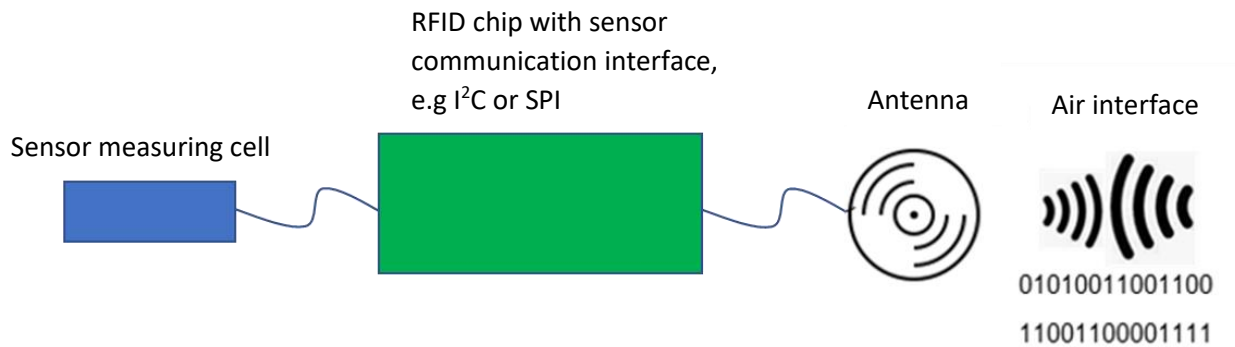 RFID chip with sensor
communication interface,
e.g I²C or SPI
Antenna
Air interface
Sensor measuring cell
01010011001100
11001100001111